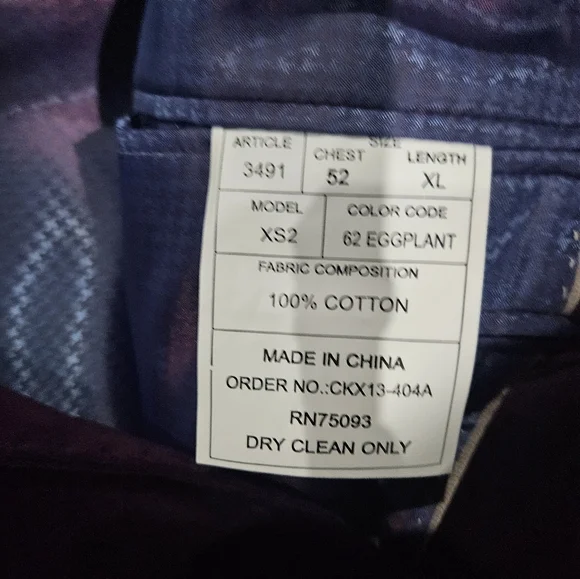 ARTICLE SIZE
CHEST LENGTH
3491 52 XL
MODEL COLOR CODE
XS2 62 EGGPLANT
FABRIC COMPOSITION
100% COTTON
MADE IN CHINA
ORDER NO.:CKX13-404A
RN75093
DRY CLEAN ONLY